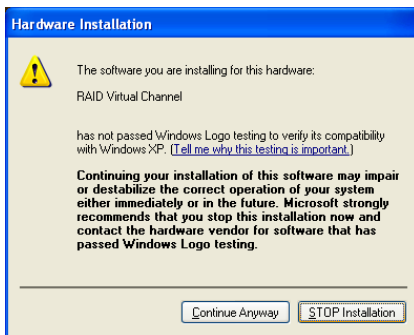 Hardware Installation
The software you are installing for this hardware:
RAID Virtual Channel
has not passed Windows Logo testing to verify its compatibility
with Windows XP. (Tell me why this testing is important.)
Continuing your installation of this software may impair
or destabilize the correct operation of your system
either immediately or in the future. Microsoft strongly
recommends that you stop this installation now and
contact the hardware vendor for software that has
passed Windows Logo testing.
Continue Anyway
STOP Installation